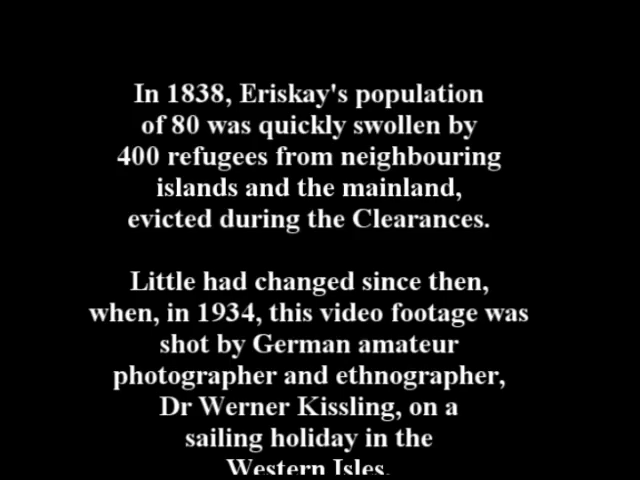 In 1838, Eriskay's population
of 80 was quickly swollen by
400 refugees from neighbouring
islands and the mainland,
evicted during the Clearances.
Little had changed since then,
when, in 1934, this video footage was
shot by German amateur
photographer and ethnographer,
Dr Werner Kissling, on a
sailing holiday in the
Western Isles.